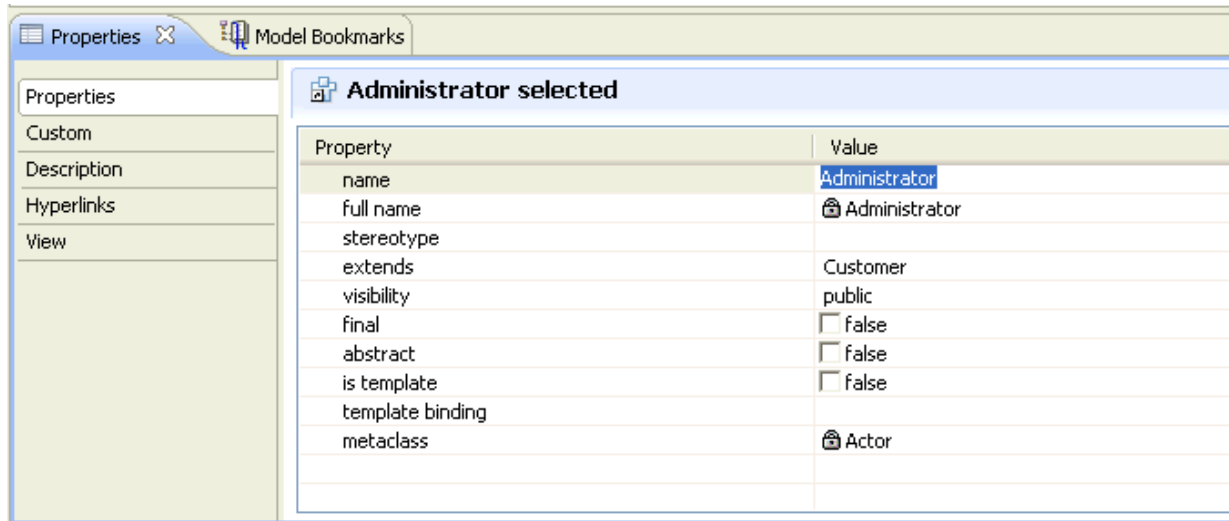 Properties Model Bookmarks
Properties
Custom
Description
Hyperlinks
View
Administrator selected
Property Value
name Administrator
full name Administrator
stereotype
extends Customer
visibility public
final false
abstract false
is template false
template binding
metaclass Actor